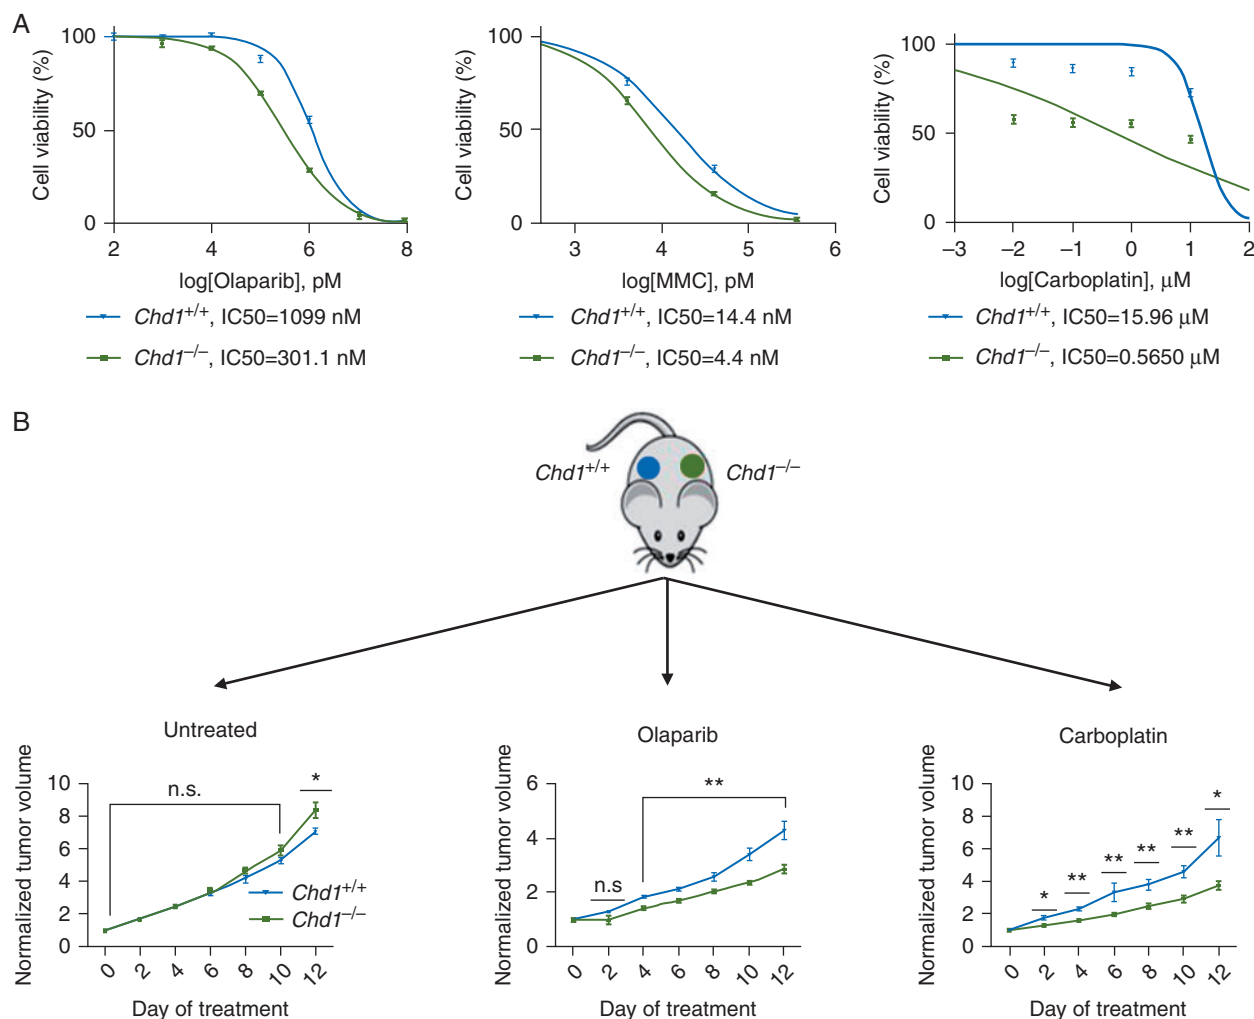 A
Cell viability (%)
100
50
0
2
4
6
8
log[Olaparib], pM
Chd1+/+, IC50=1099 nM
Chd1–/–, IC50=301.1 nM
Cell viability (%)
100
50
0
3
4
5
6
log[MMC], pM
Chd1+/+, IC50=14.4 nM
Chd1–/–, IC50=4.4 nM
Cell viability (%)
100
50
0
–3
–2
–1
0
1
2
log[Carboplatin], μM
Chd1+/+, IC50=15.96 μM
Chd1–/–, IC50=0.5650 μM
B
Chd1+/+
Chd1–/–
Untreated
Normalized tumor volume
10
8
6
4
2
0
n.s.
*
Chd1+/+
Chd1–/–
0 2 4 6 8 10 12
Day of treatment
Olaparib
Normalized tumor volume
6
4
2
0
n.s
**
0 2 4 6 8 10 12
Day of treatment
Carboplatin
Normalized tumor volume
10
8
6
4
2
0
* ** ** ** ** *
0 2 4 6 8 10 12
Day of treatment